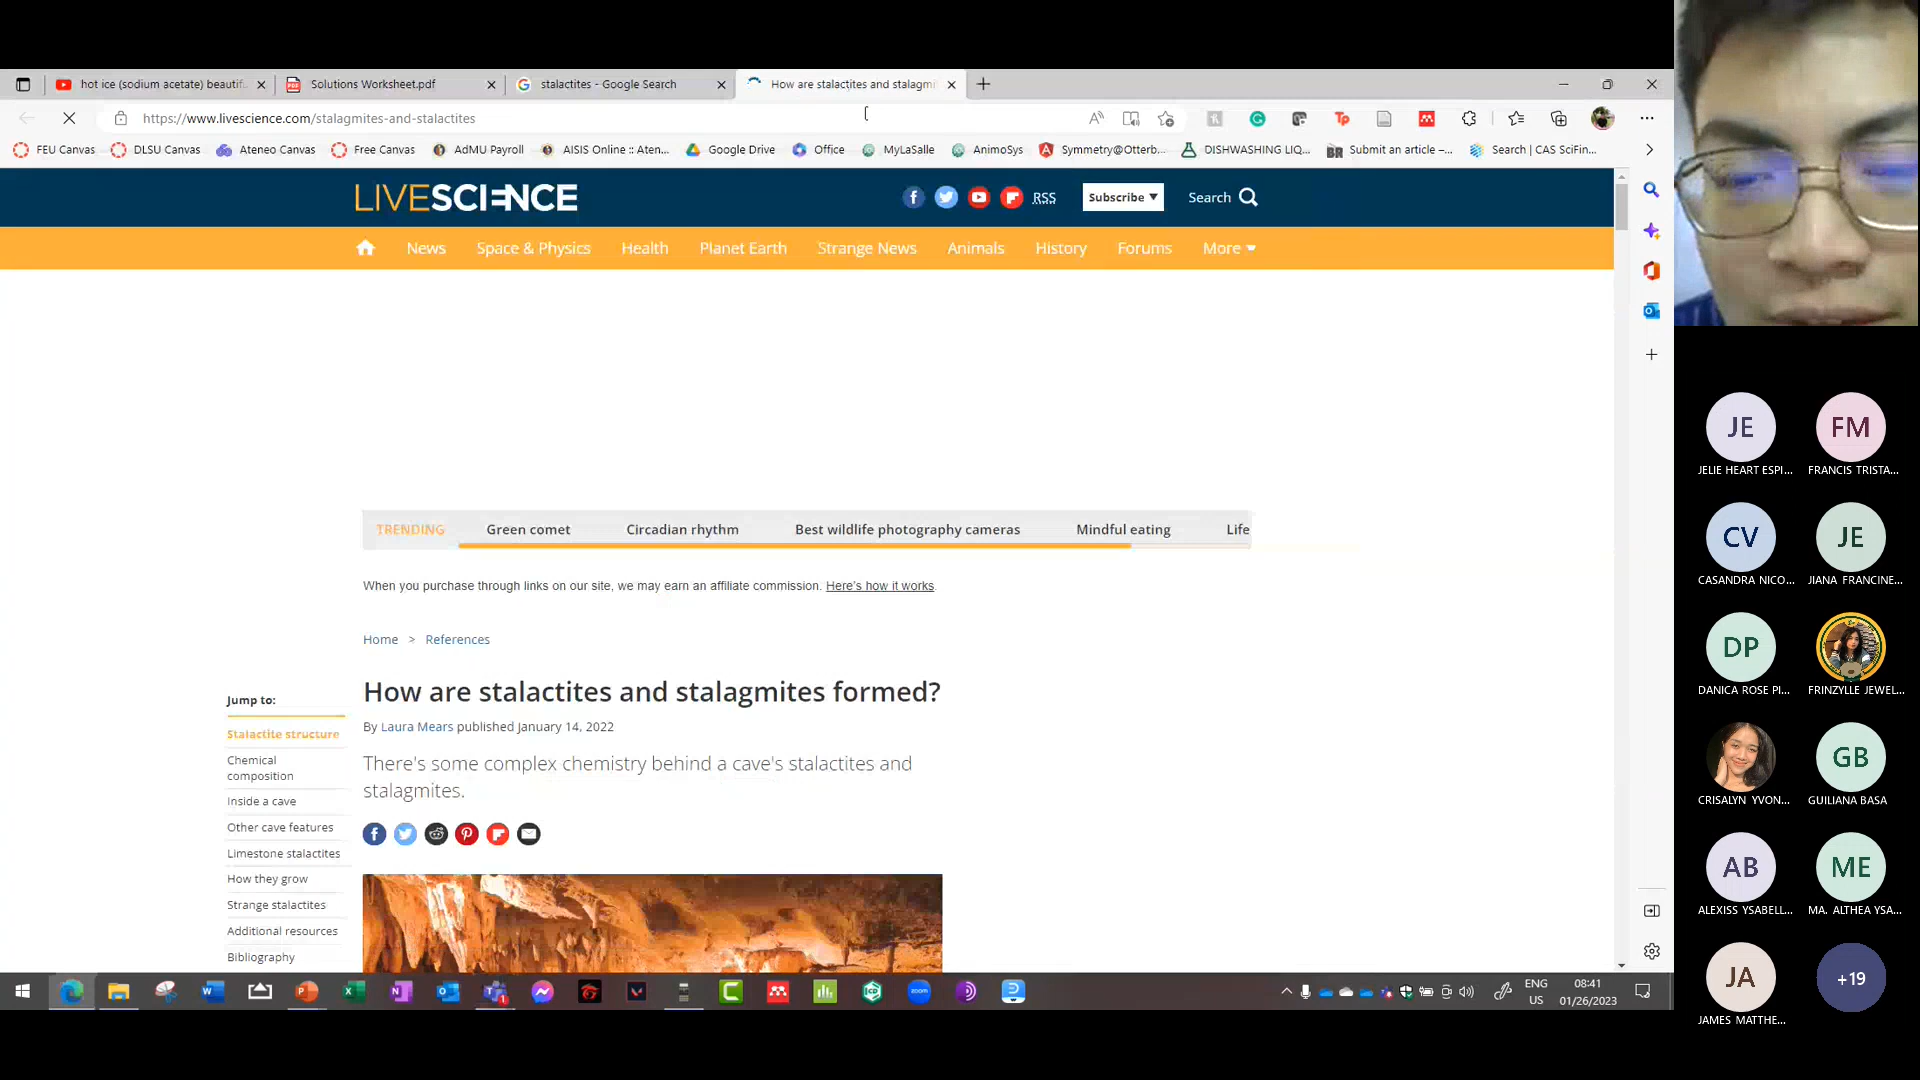 hot ice (sodium acetate) beautif
Solutions Worksheet.pdf
stalactites - Google Search
How are stalactites and stalagmi
https://www.livescience.com/stalagmites-and-stalactites
FEU Canvas
DLSU Canvas
Ateneo Canvas
Free Canvas
AdMU Payroll
AISIS Online :: Aten...
Google Drive
Office
MyLaSalle
AnimoSys
Symmetry@Otterb...
DISHWASHING LIQ...
Submit an article –...
Search | CAS SciFin...
LIVESCIENCE
RSS
Subscribe
Search
News
Space & Physics
Health
Planet Earth
Strange News
Animals
History
Forums
More
TRENDING
Green comet
Circadian rhythm
Best wildlife photography cameras
Mindful eating
Life
When you purchase through links on our site, we may earn an affiliate commission. Here's how it works.
Home > References
How are stalactites and stalagmites formed?
By Laura Mears published January 14, 2022
There's some complex chemistry behind a cave's stalactites and
stalagmites.
Jump to:
Stalactite structure
Chemical
composition
Inside a cave
Other cave features
Limestone stalactites
How they grow
Strange stalactites
Additional resources
Bibliography
ENG
US
08:41
01/26/2023
JE
JELIE HEART ESPI...
FM
FRANCIS TRISTA...
CV
CASANDRA NICO...
JE
JIANA FRANCINE...
DP
DANICA ROSE PI...
FRINZYLLE JEWEL...
CRISALYN YVON...
GB
GUILIANA BASA
AB
ALEXISS YSABELL...
ME
MA. ALTHEA YSA...
JA
JAMES MATTHE...
+19